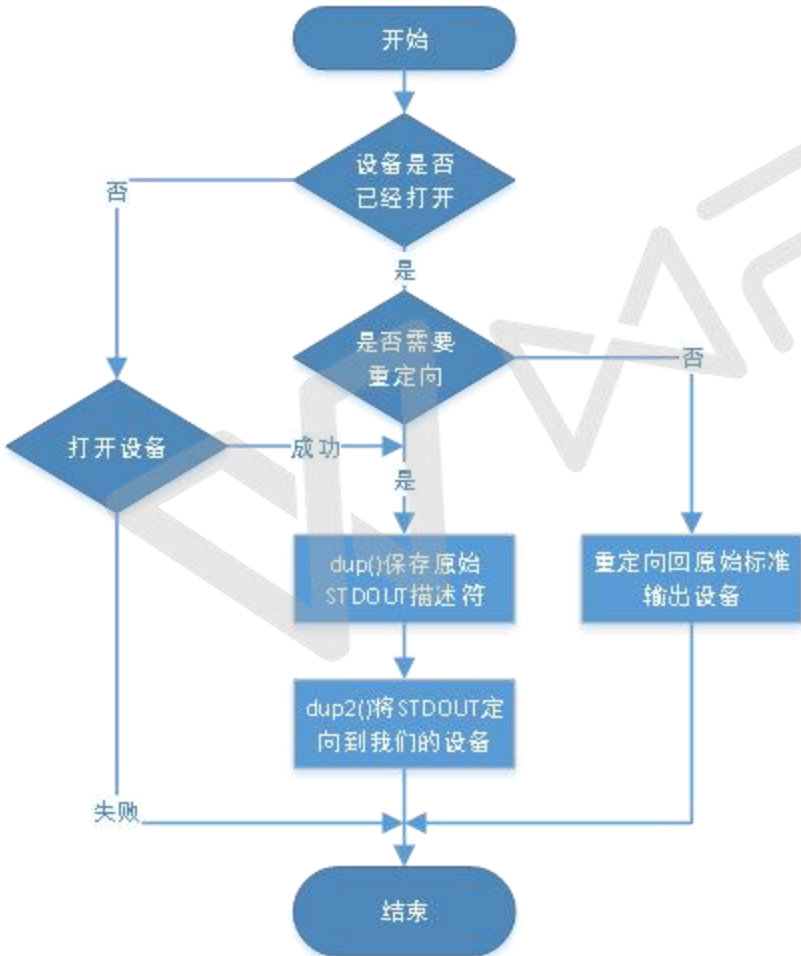 开始
设备是否
已经打开
否
是
是否需要
重定向
否
打开设备
成功
是
dup()保存原始
STDOUT描述符
重定向回原始标准
输出设备
dup2()将STDOUT定
向到我们的设备
失败
结束